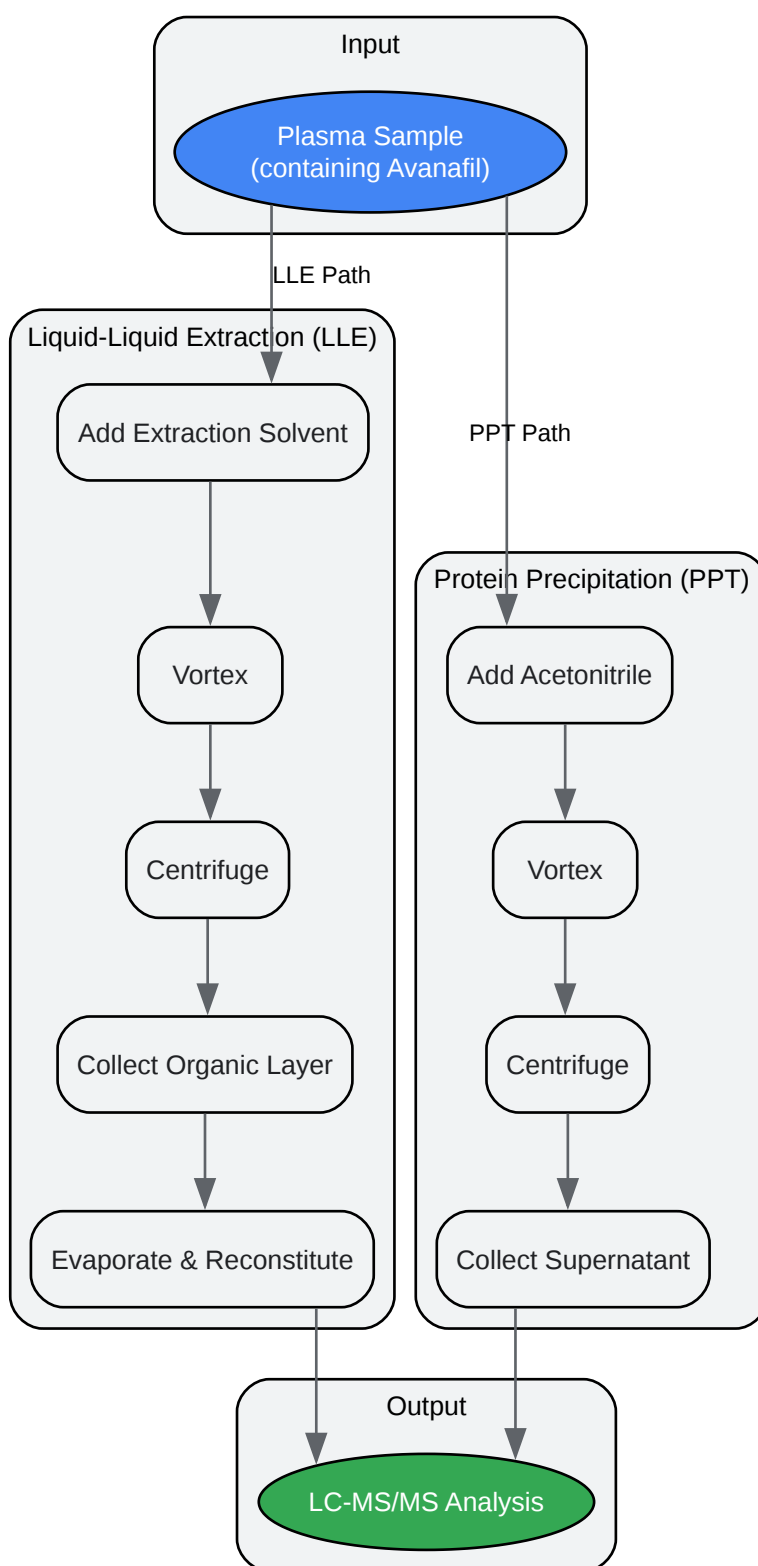 Input
Plasma Sample
(containing Avanafil)
LLE Path
Liquid-Liquid Extraction (LLE)
Add Extraction Solvent
Vortex
Centrifuge
Collect Organic Layer
Evaporate & Reconstitute
PPT Path
Protein Precipitation (PPT)
Add Acetonitrile
Vortex
Centrifuge
Collect Supernatant
Output
LC-MS/MS Analysis